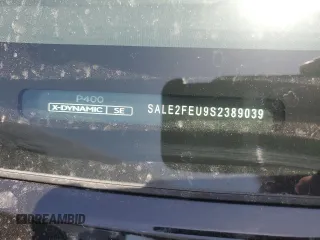 P400
X-DYNAMIC SE SALE2FEU9S2389039
DREAMBID